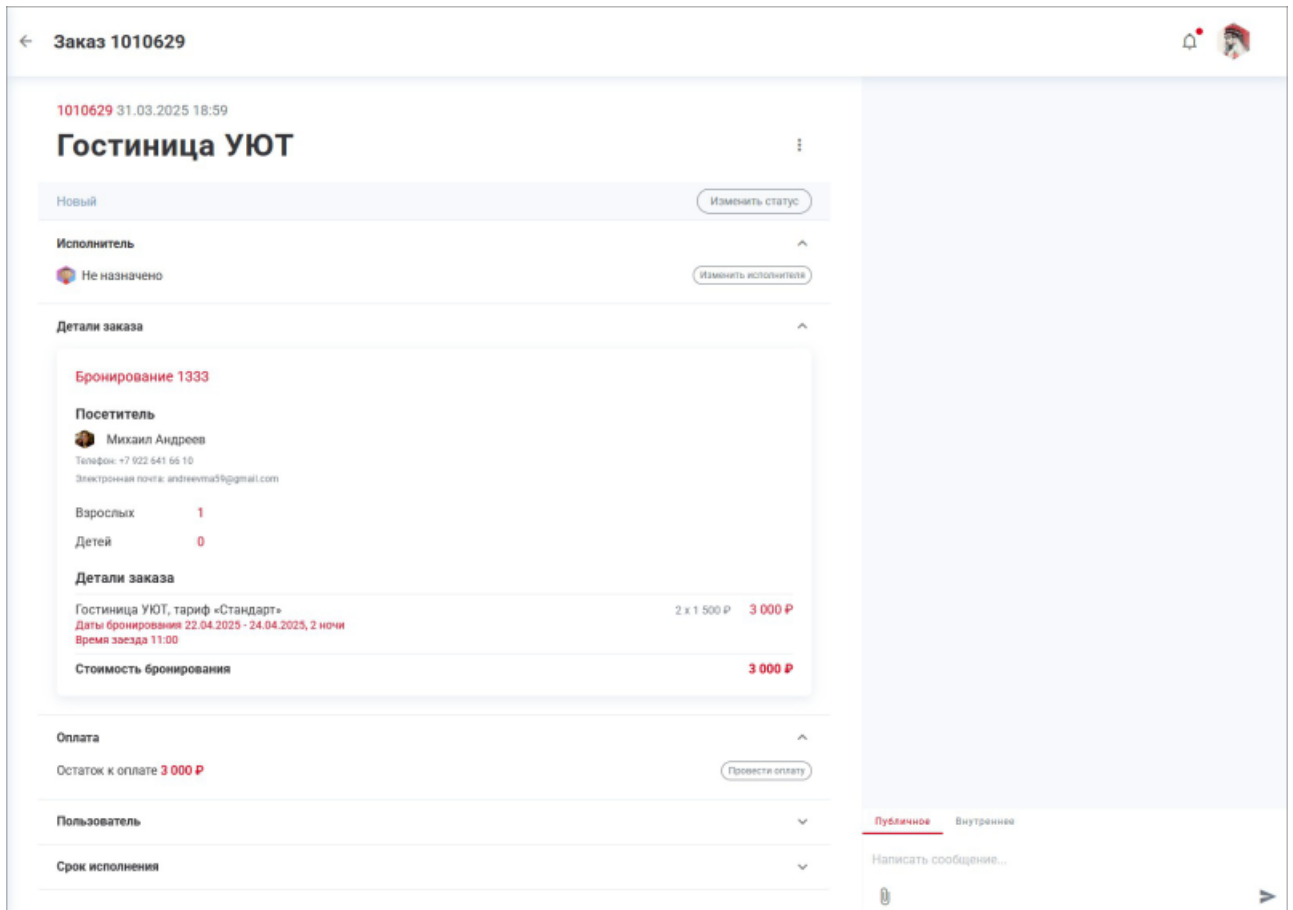 Заказ 1010629
1010629 31.03.2025 18:59
Гостиница УЮТ
Новый
Изменить статус
Исполнитель
Не назначено
Изменить исполнителя
Детали заказа
Бронирование 1333
Посетитель
Михаил Андреев
Телефон: +7 922 641 66 10
Электронная почта: andreevma59@gmail.com
Взрослых 1
Детей 0
Детали заказа
Гостиница УЮТ, тариф «Стандарт» 2 x 1 500 ₽ 3 000 ₽
Даты бронирования 22.04.2025 - 24.04.2025, 2 ночи
Время заезда 11:00
Стоимость бронирования 3 000 ₽
Оплата
Остаток к оплате 3 000 ₽
Провести оплату
Пользователь
Срок исполнения
Публичное Внутреннее
Написать сообщение...